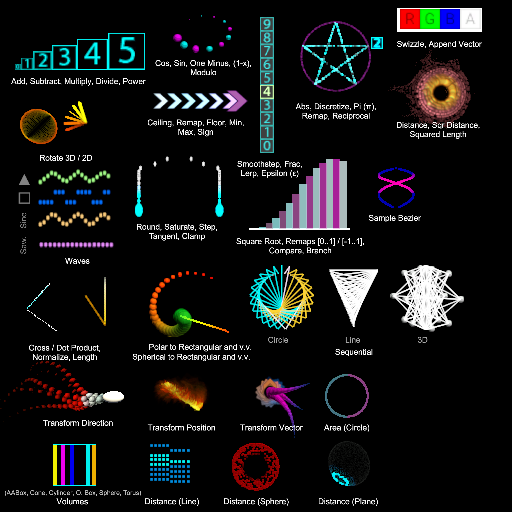 1 2 3 4 5
Add, Subtract, Multiply, Divide, Power
Cos, Sin, One Minus, (1-x),
Modulo
9
8
7
6
5
4
3
2
1
0
2
Abs, Discretize, Pi (π),
Remap, Reciprocal
R G B A
Swizzle, Append Vector
Rotate 3D / 2D
Ceiling, Remap, Floor, Min,
Max, Sign
Distance, Sqr Distance,
Squared Length
Saw, Sine
Waves
Round, Saturate, Step,
Tangent, Clamp
Smoothstep, Frac,
Lerp, Epsilon (ε)
Square Root, Remaps [0..1] / [-1..1],
Compare, Branch
Sample Bezier
Cross / Dot Product,
Normalize, Length
Polar to Rectangular and v.v.
Spherical to Rectangular and v.v.
Circle
Line
3D
Sequential
Transform Direction
Transform Position
Transform Vector
Area (Circle)
(AABox, Cone, Cylinder, O. Box, Sphere, Torus)
Volumes
Distance (Line)
Distance (Sphere)
Distance (Plane)